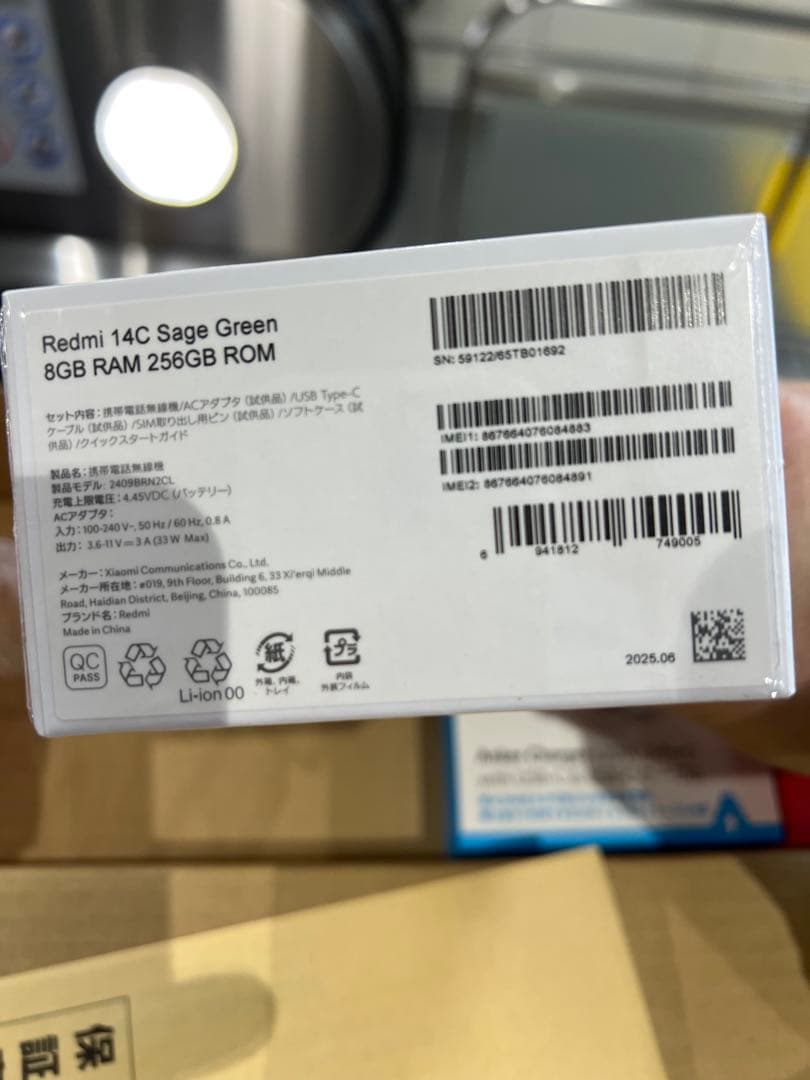 Redmi 14C Sage Green
8GB RAM 256GB ROM
セット内容：携帯電話無線機/ACアダプタ（試供品）/USB Type-C
ケーブル（試供品）/SIM取り出し用ピン（試供品）/ソフトケース（試
供品）/クイックスタートガイド
製品名：携帯電話無線機
製品モデル：2409BRN2CL
充電上限電圧：4.45VDC（バッテリー）
ACアダプタ：
入力：100-240 V~, 50 Hz / 60 Hz, 0.8 A
出力：3.6-11 V⎓3 A (33 W Max)
メーカー：Xiaomi Communications Co., Ltd.
メーカー所在地：#019, 9th Floor, Building 6, 33 Xi'erqi Middle
Road, Haidian District, Beijing, China, 100085
ブランド名：Redmi
Made in China
QC
PASS
Li-ion 00
紙
外箱、内箱、
トレイ
プラ
内袋
外装フィルム
SN: 59122/65TB01692
IMEI1: 867664076084883
IMEI2: 867664076084891
6 941812 749005
2025.06
保
証